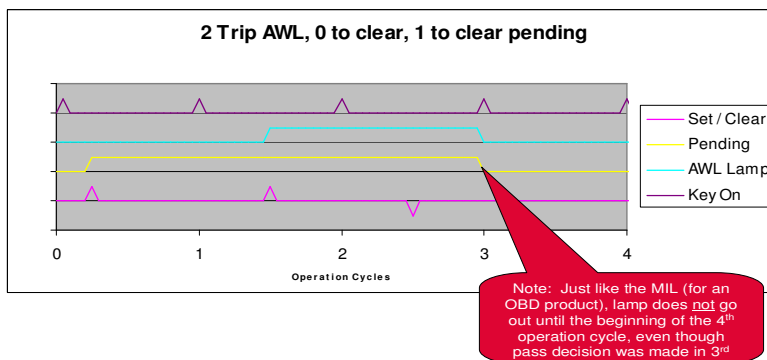 2 Trip AWL, 0 to clear, 1 to clear pending
Set / Clear
Pending
AWL Lamp
Key On
0 1 2 3 4
Operation Cycles
Note: Just like the MIL (for an
OBD product), lamp does not go
out until the beginning of the 4th
operation cycle, even though
pass decision was made in 3rd